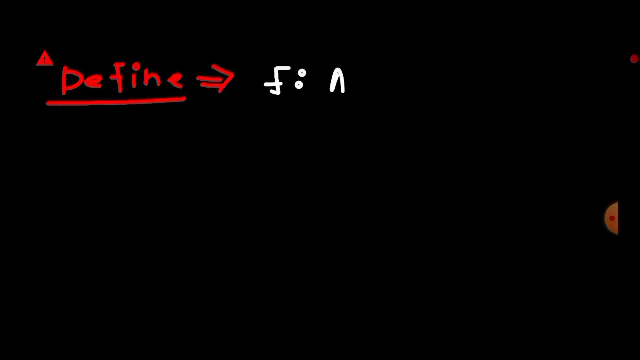 Define ⇒ f: Λ